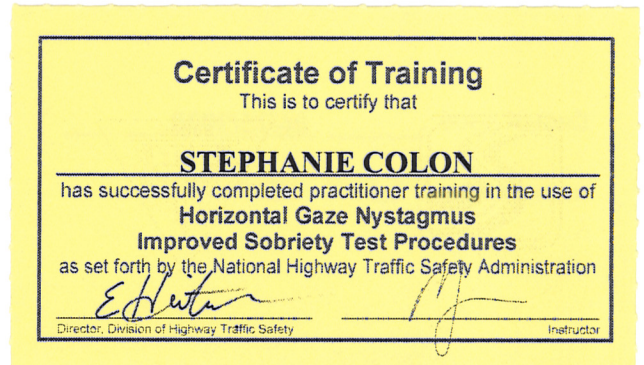 Certificate of Training
This is to certify that
STEPHANIE COLON
has successfully completed practitioner training in the use of
Horizontal Gaze Nystagmus
Improved Sobriety Test Procedures
as set forth by the National Highway Traffic Safety Administration
Director, Division of Highway Traffic Safety
Instructor